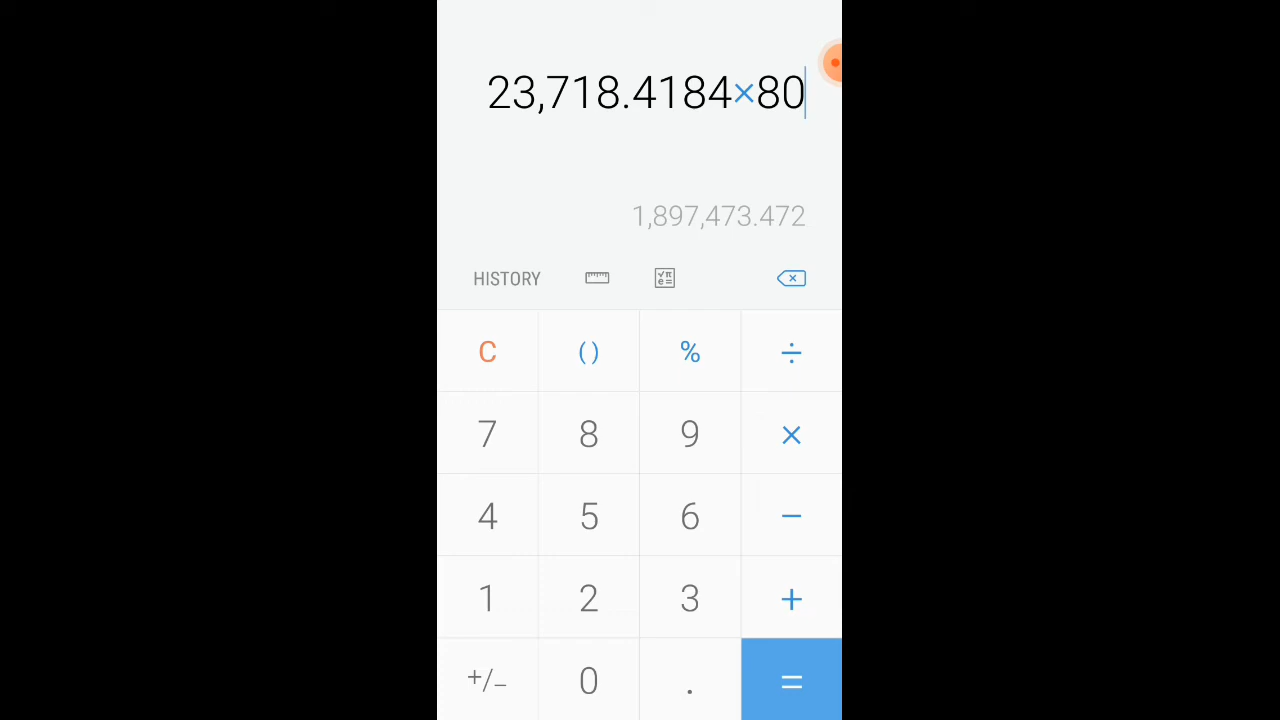 23,718.4184×80
1,897,473.472
HISTORY
√π
e=
C ( ) % ÷
7 8 9 ×
4 5 6 −
1 2 3 +
+/− 0 . =